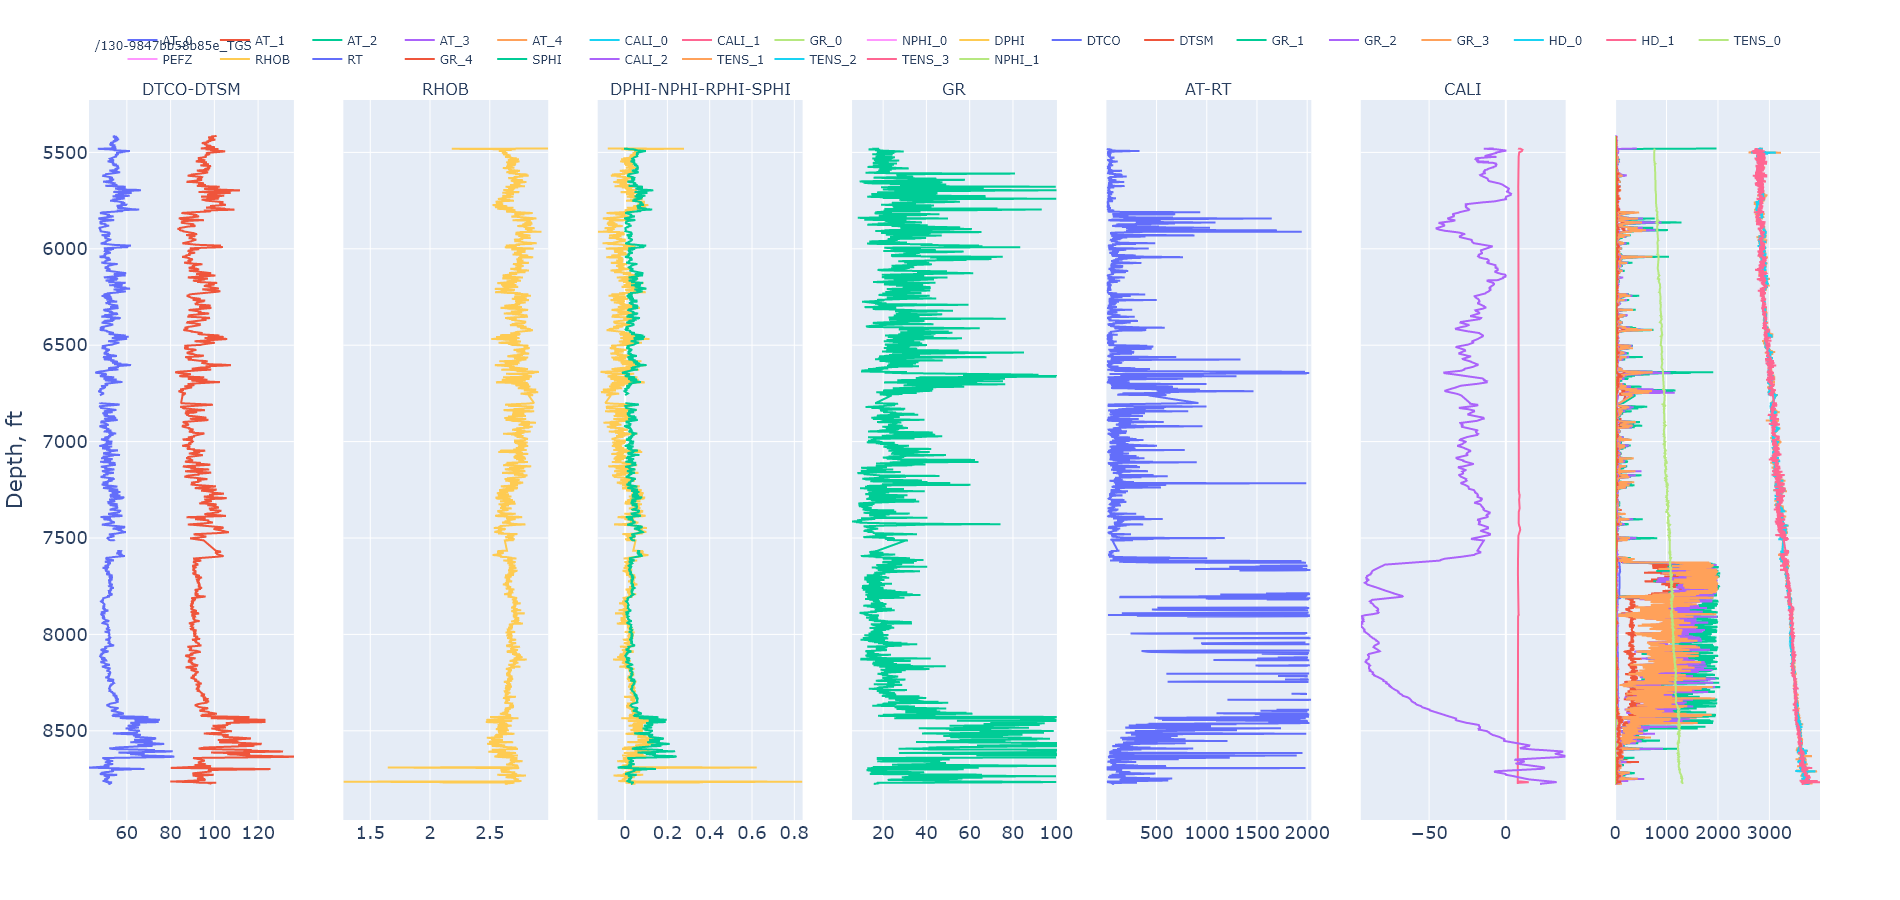 AT_0 AT_1 AT_2 AT_3 AT_4 CALI_0 CALI_1 GR_0 NPHI_0 DPHI DTCO DTSM GR_1 GR_2 GR_3 HD_0 HD_1 TENS_0
/130-9847bb58b85e_TGS
PEFZ RHOB RT GR_4 SPHI CALI_2 TENS_1 TENS_2 TENS_3 NPHI_1
DTCO-DTSM RHOB DPHI-NPHI-RPHI-SPHI GR AT-RT CALI
5500
6000
6500
7000
7500
8000
8500
Depth, ft
60 80 100 120 1.5 2 2.5 0 0.2 0.4 0.6 0.8 20 40 60 80 100 500 1000 1500 2000 −50 0 0 1000 2000 3000